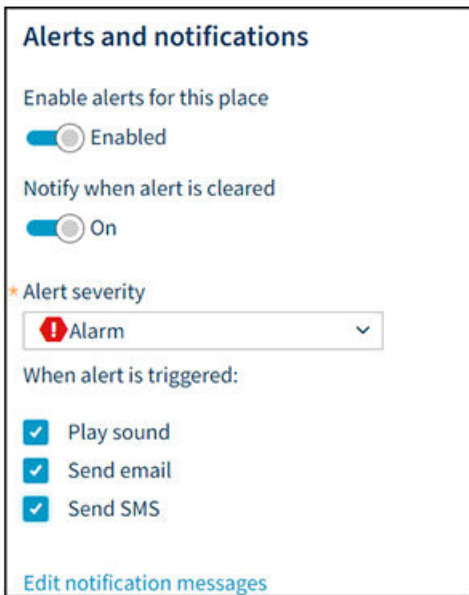 Alerts and notifications
Enable alerts for this place
Enabled
Notify when alert is cleared
On
* Alert severity
! Alarm
When alert is triggered:
Play sound
Send email
Send SMS
Edit notification messages